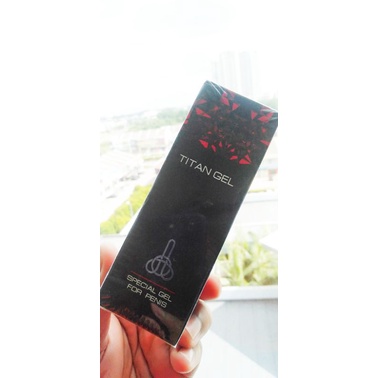 TITAN GEL
SPECIAL GEL
FOR PENIS